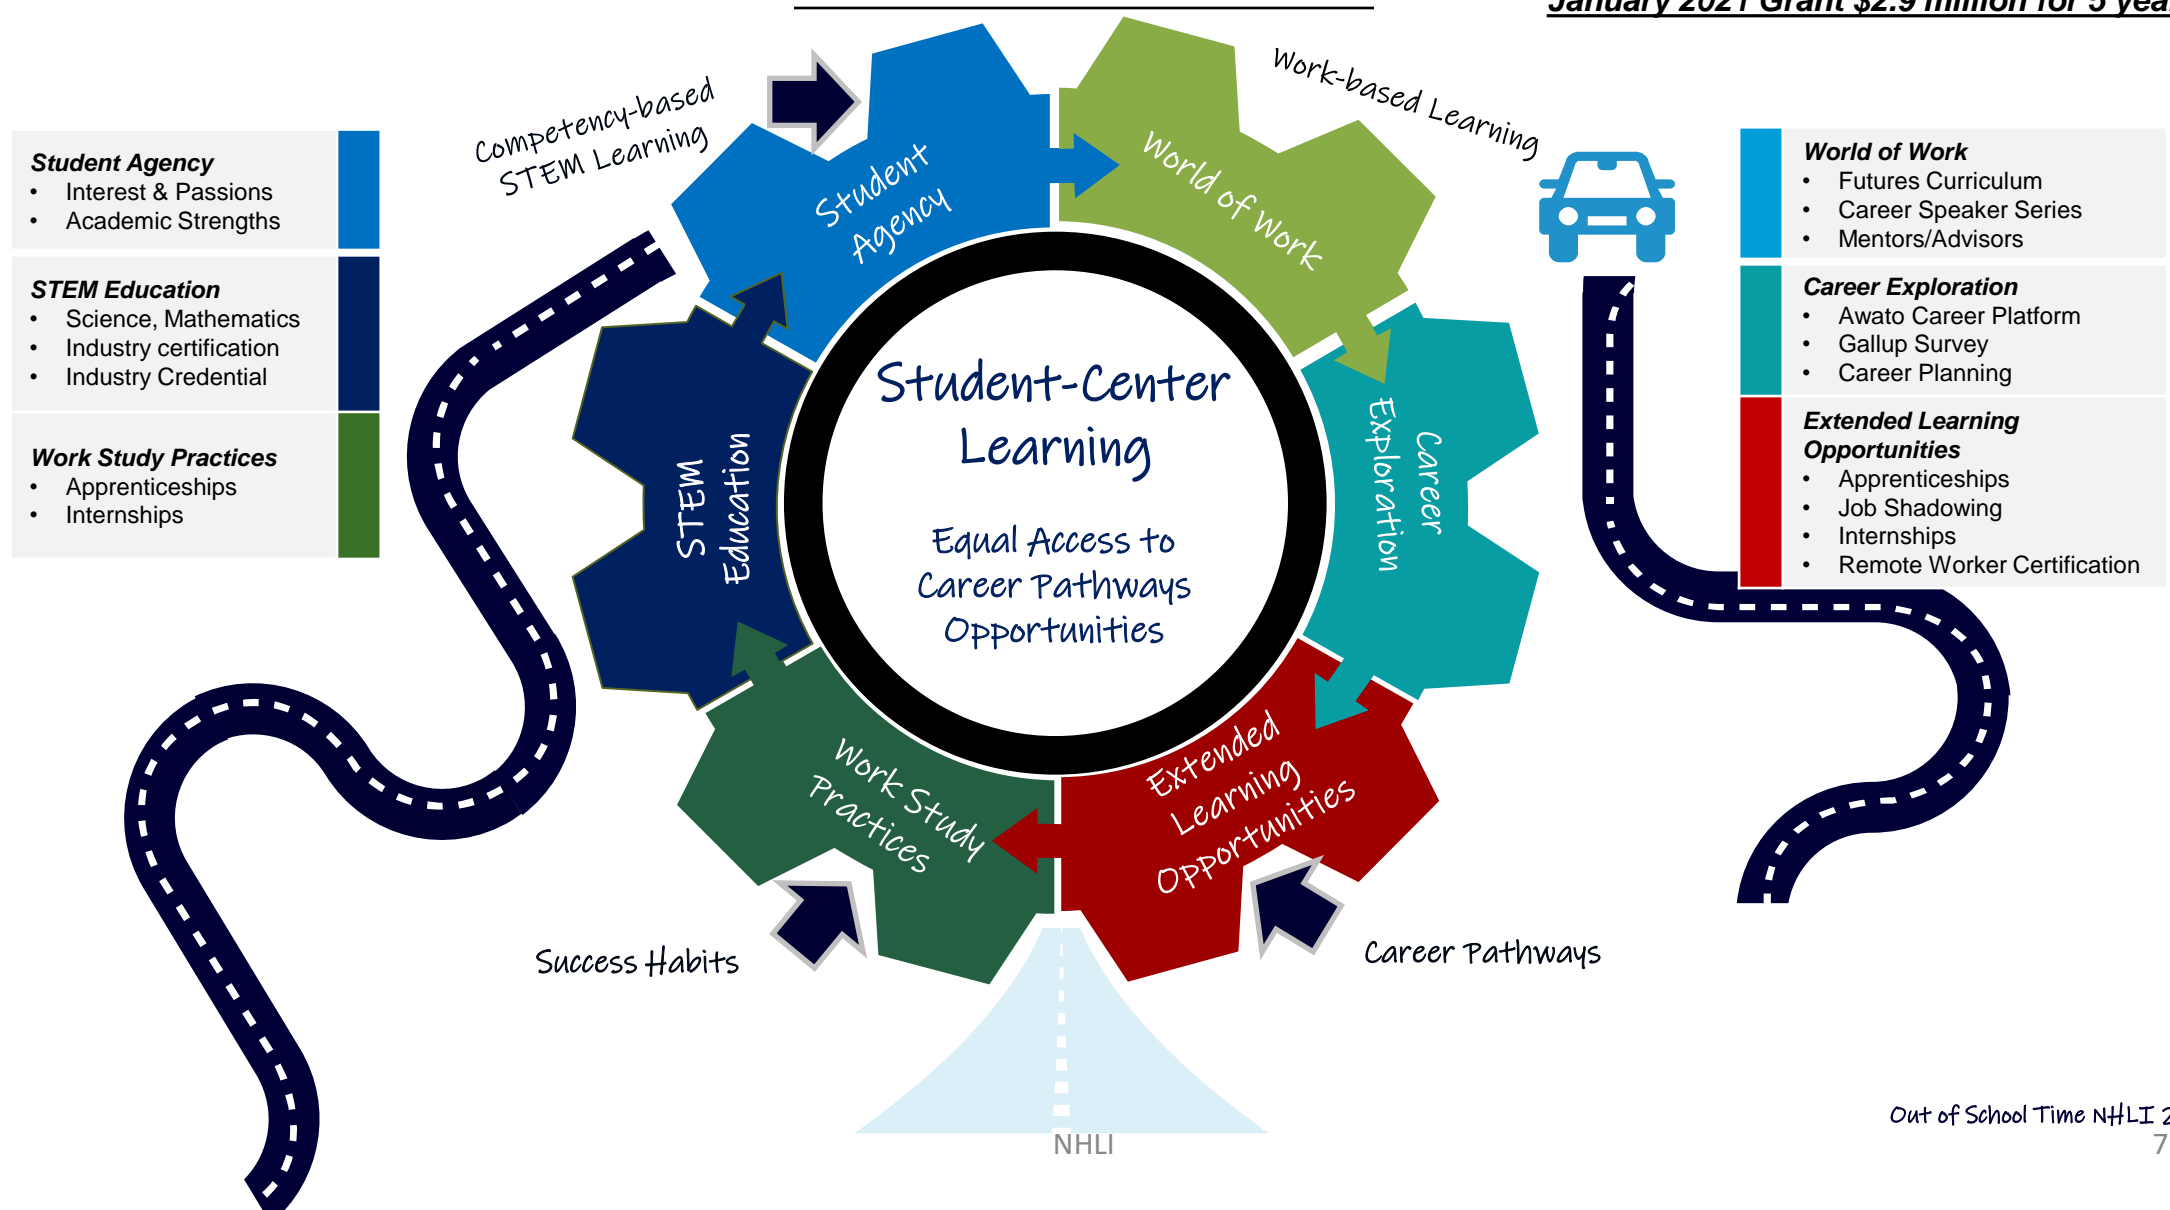 January 2021 Grant $2.9 million for 5 year
Competency-based
STEM Learning
Work-based Learning
Student Agency
• Interest & Passions
• Academic Strengths
STEM Education
• Science, Mathematics
• Industry certification
• Industry Credential
Work Study Practices
• Apprenticeships
• Internships
Student
Agency
World of Work
Career
Exploration
Extended
Learning
Opportunities
Work Study
Practices
STEM
Education
Student-Center
Learning
Equal Access to
Career Pathways
Opportunities
World of Work
• Futures Curriculum
• Career Speaker Series
• Mentors/Advisors
Career Exploration
• Awato Career Platform
• Gallup Survey
• Career Planning
Extended Learning
Opportunities
• Apprenticeships
• Job Shadowing
• Internships
• Remote Worker Certification
Success Habits
Career Pathways
Out of School Time NHLI 2
NHLI
7